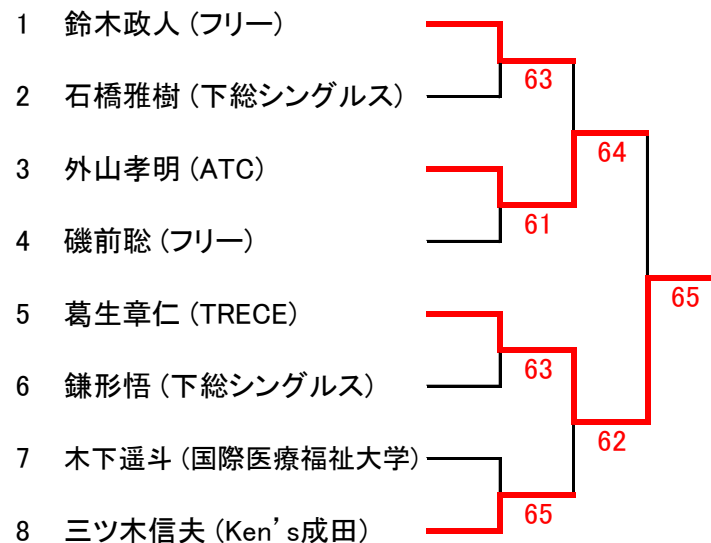 1 鈴木政人 (フリー)
63
2 石橋雅樹 (下総シングルス)
64
3 外山孝明 (ATC)
61
4 磯前聡 (フリー)
65
5 葛生章仁 (TRECE)
63
6 鎌形悟 (下総シングルス)
62
7 木下遥斗 (国際医療福祉大学)
65
8 三ツ木信夫 (Ken's成田)